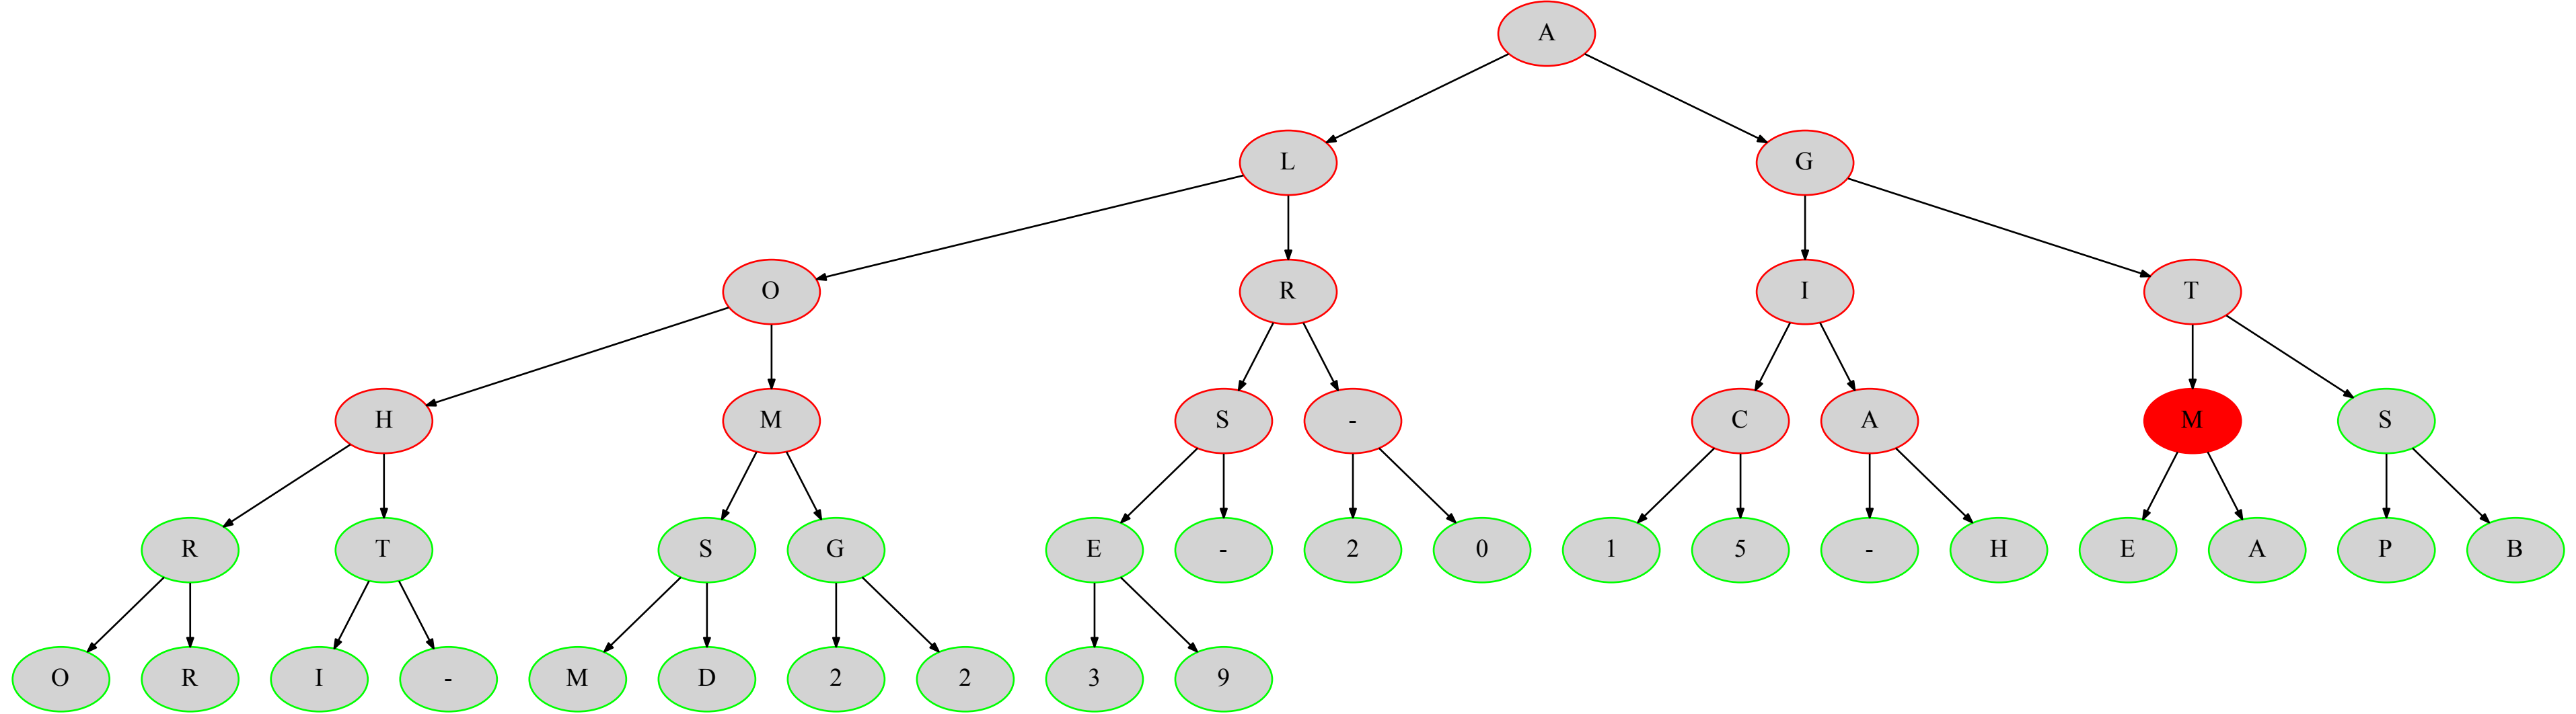 A
L G
O R I T
H M S - C A M S
R T S G E - 2 0 1 5 - H E A P B
O R I - M D 2 2 3 9